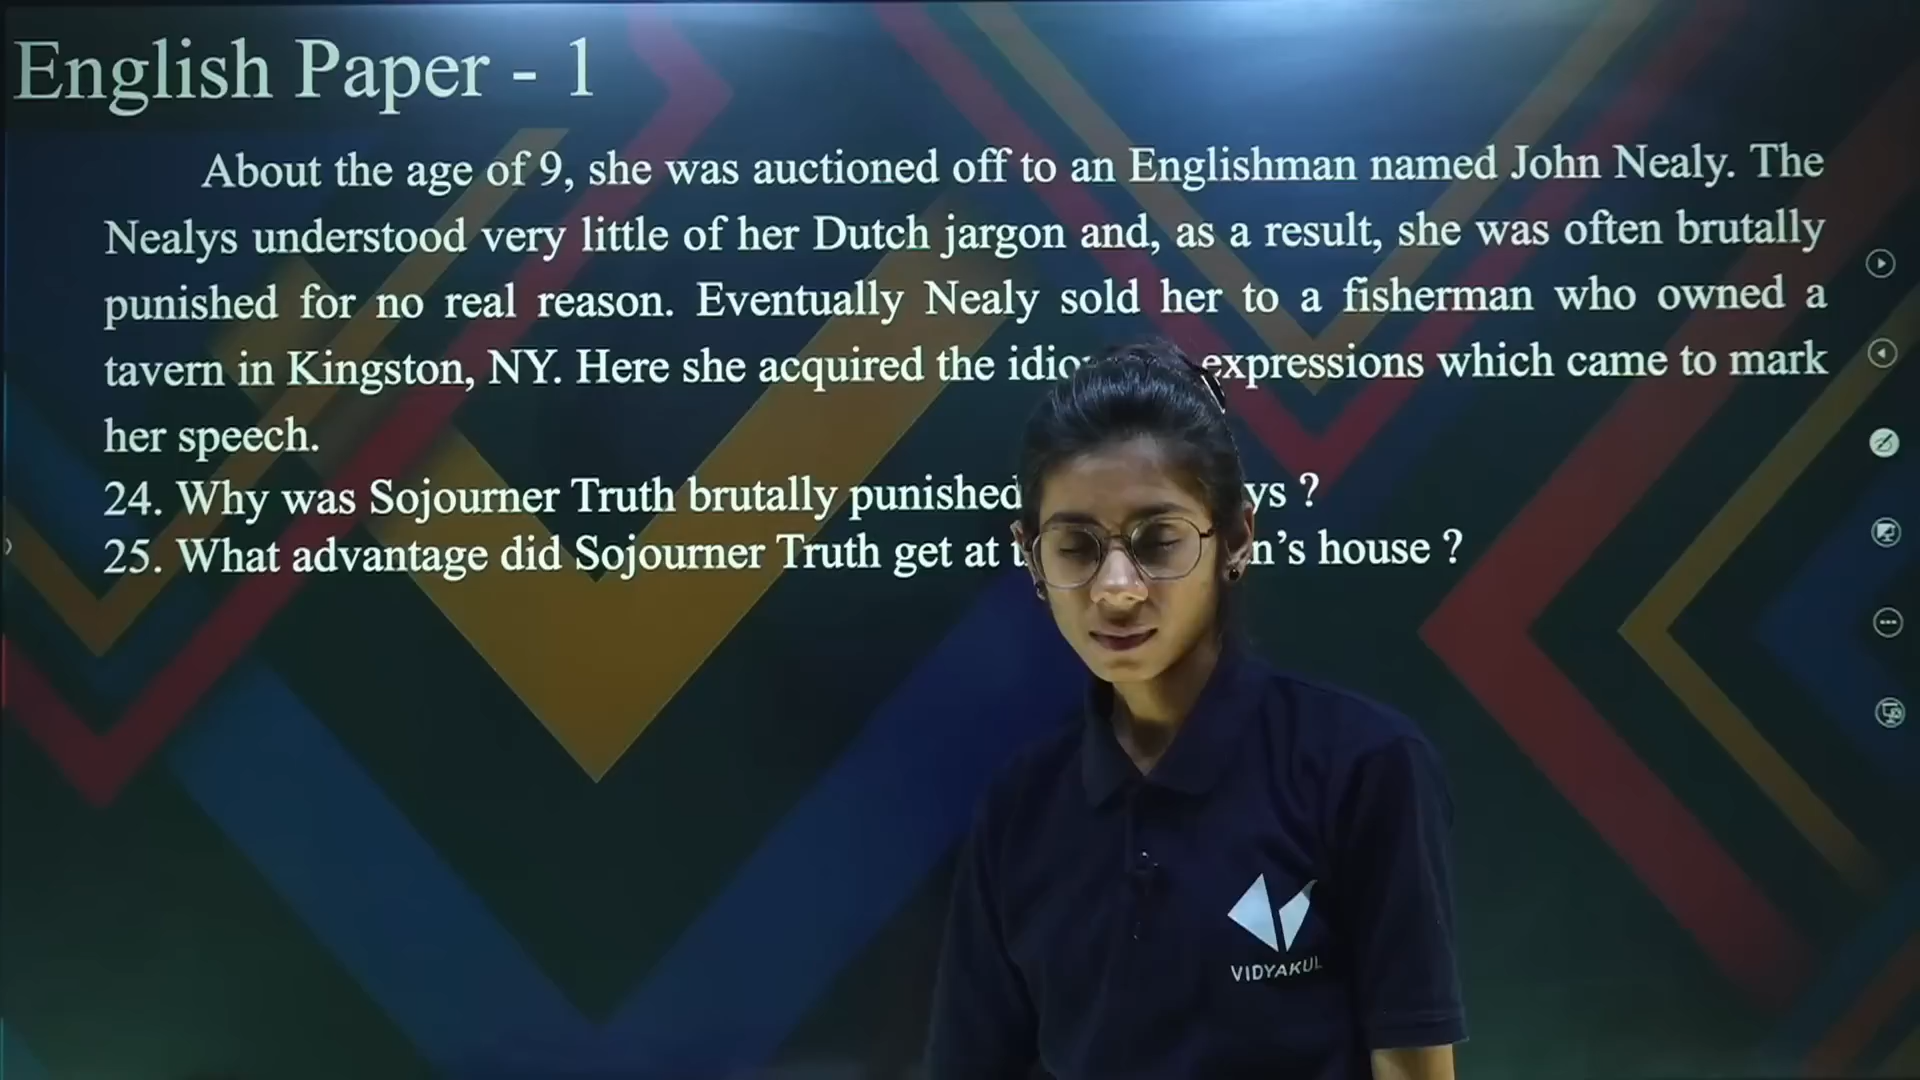 English Paper - 1
About the age of 9, she was auctioned off to an Englishman named John Nealy. The
Nealys understood very little of her Dutch jargon and, as a result, she was often brutally
punished for no real reason. Eventually Nealy sold her to a fisherman who owned a
tavern in Kingston, NY. Here she acquired the expressions which came to mark
her speech.
24. Why was Sojourner Truth brutally punished ?
25. What advantage did Sojourner Truth get at house ?
VIDYAKUL